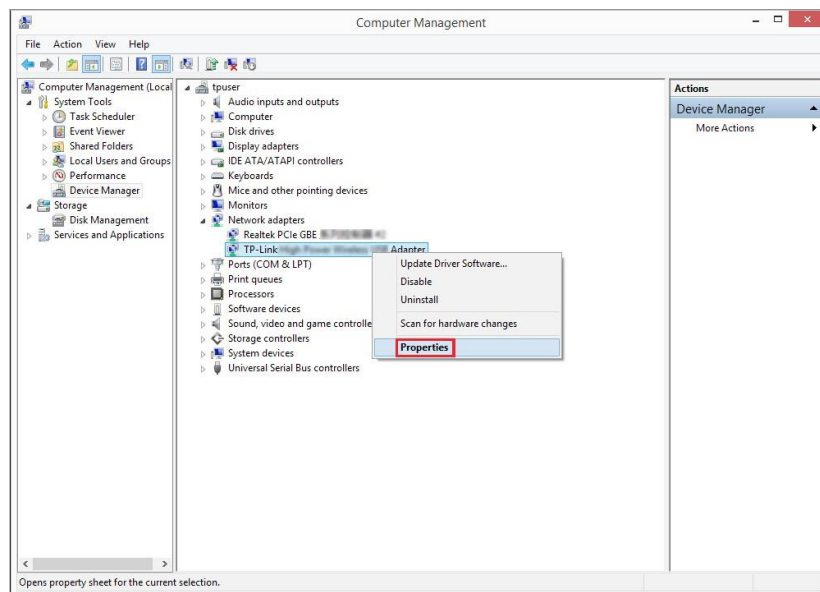 Computer Management
File Action View Help
Computer Management (Local
System Tools
Task Scheduler
Event Viewer
Shared Folders
Local Users and Groups
Performance
Device Manager
Storage
Disk Management
Services and Applications
tpuser
Audio inputs and outputs
Computer
Disk drives
Display adapters
IDE ATA/ATAPI controllers
Keyboards
Mice and other pointing devices
Monitors
Network adapters
Realtek PCIe GBE
TP-Link Adapter
Ports (COM & LPT)
Print queues
Processors
Software devices
Sound, video and game controlle
Storage controllers
System devices
Universal Serial Bus controllers
Update Driver Software...
Disable
Uninstall
Scan for hardware changes
Properties
Actions
Device Manager
More Actions
Opens property sheet for the current selection.